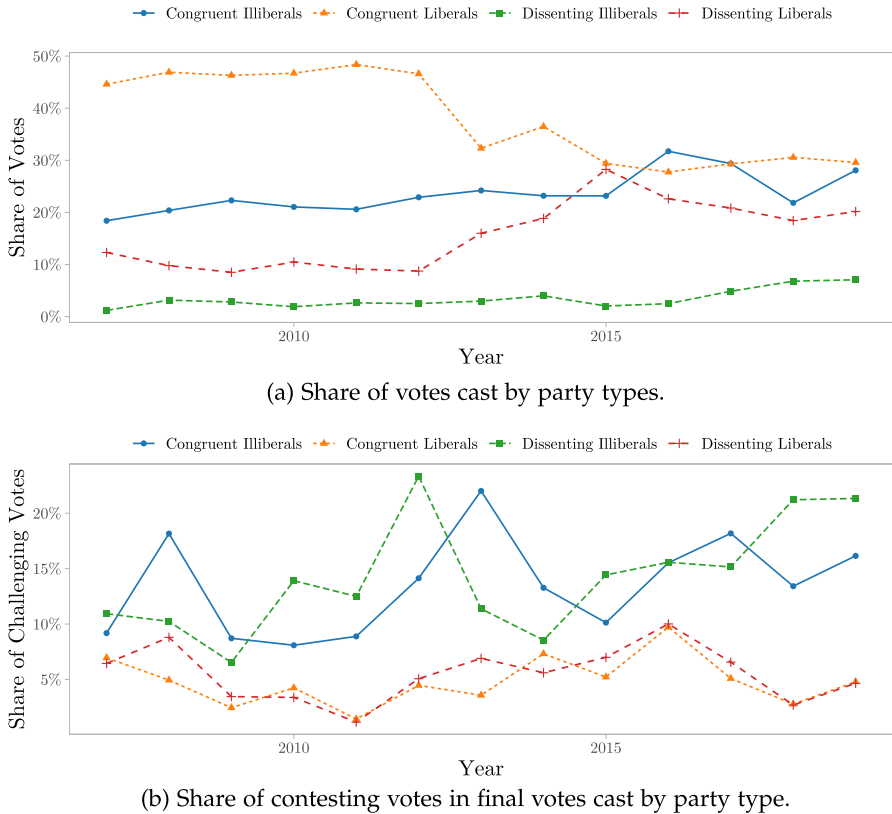 Congruent Illiberals Congruent Liberals Dissenting Illiberals Dissenting Liberals
50%
40%
30%
20%
10%
0%
Share of Votes
2010 2015
Year
(a) Share of votes cast by party types.
Congruent Illiberals Congruent Liberals Dissenting Illiberals Dissenting Liberals
20%
15%
10%
5%
Share of Challenging Votes
2010 2015
Year
(b) Share of contesting votes in final votes cast by party type.